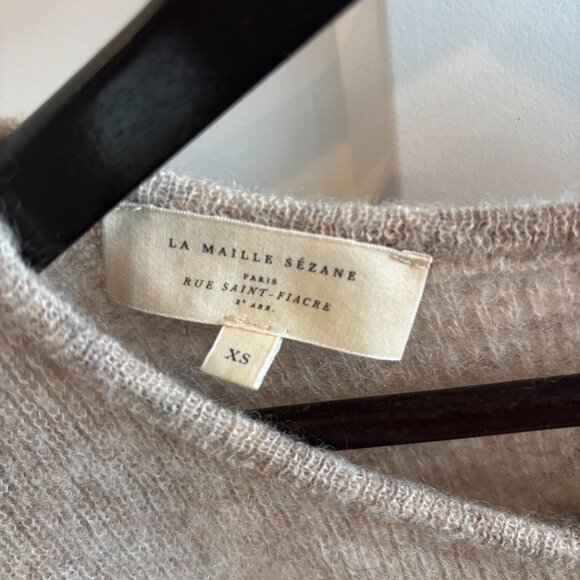 LA MAILLE SÉZANE
PARIS
RUE SAINT-FIACRE
2ᵉ ARR.
XS